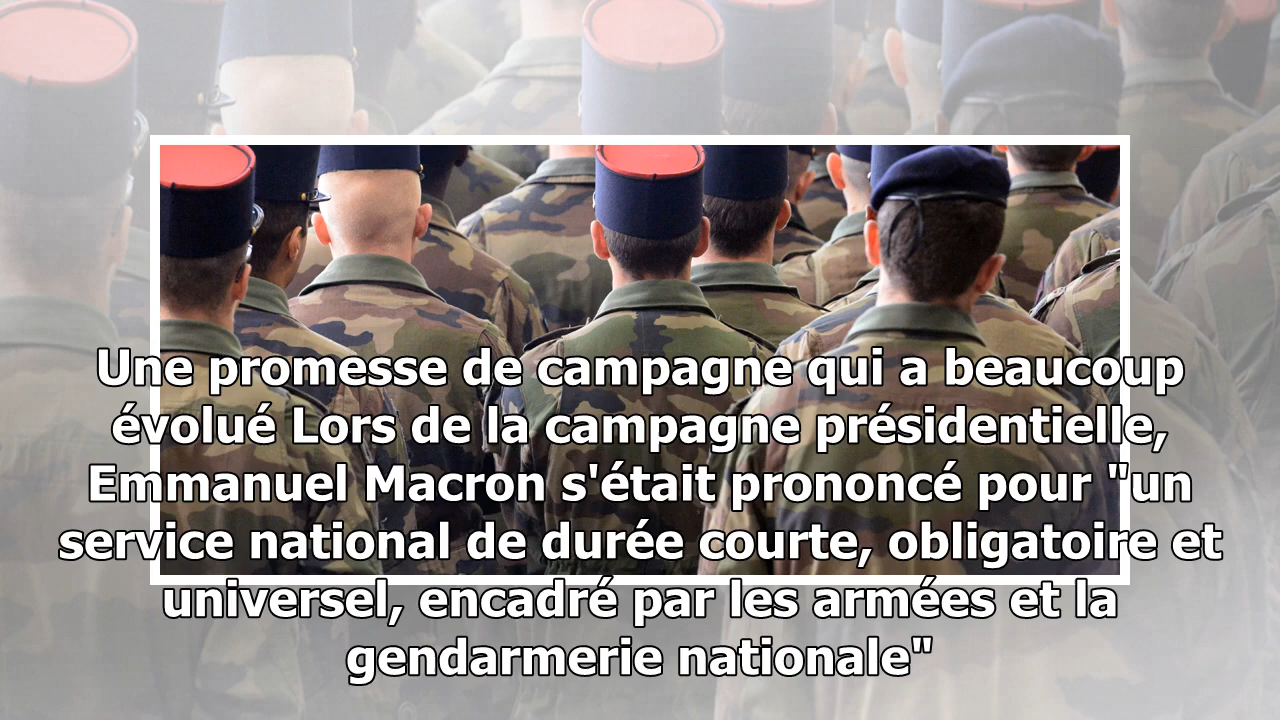 Une promesse de campagne qui a beaucoup
évolué Lors de la campagne présidentielle,
Emmanuel Macron s'était prononcé pour "un
service national de durée courte, obligatoire et
universel, encadré par les armées et la
gendarmerie nationale"